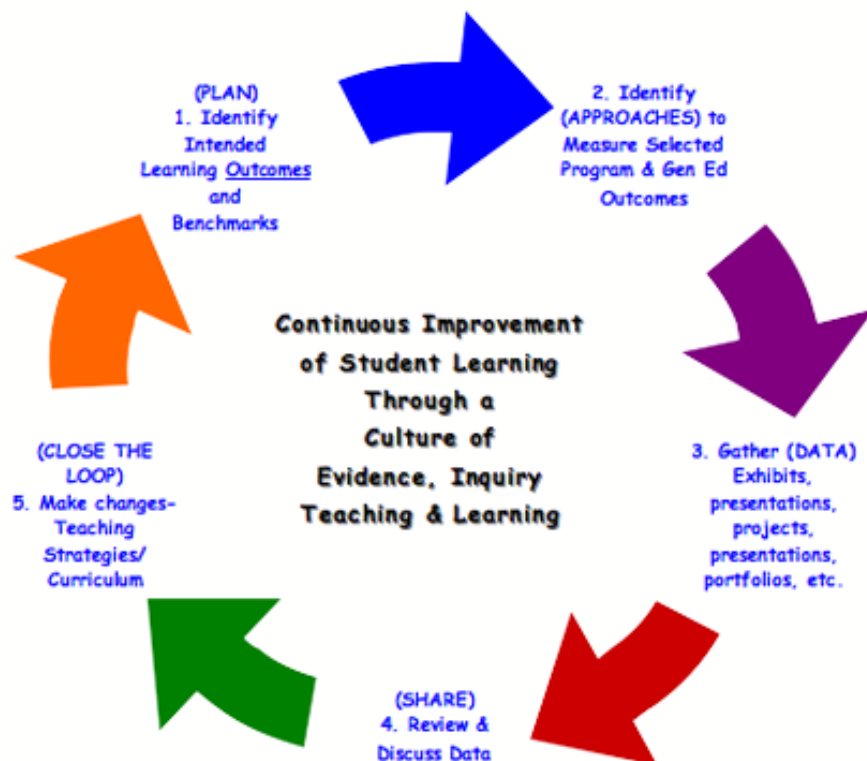 (PLAN)
1. Identify
Intended
Learning Outcomes
and
Benchmarks
2. Identify
(APPROACHES) to
Measure Selected
Program & Gen Ed
Outcomes
3. Gather (DATA)
Exhibits,
presentations,
projects,
presentations,
portfolios, etc.
(SHARE)
4. Review &
Discuss Data
(CLOSE THE
LOOP)
5. Make changes-
Teaching
Strategies/
Curriculum
Continuous Improvement
of Student Learning
Through a
Culture of
Evidence, Inquiry
Teaching & Learning